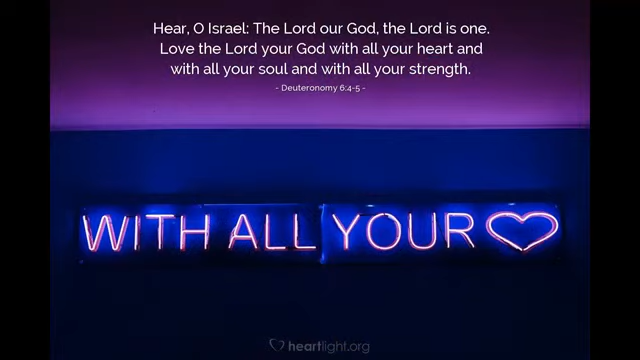 Hear, O Israel: The Lord our God, the Lord is one.
Love the Lord your God with all your heart and
with all your soul and with all your strength.
- Deuteronomy 6:4-5 -
WITH ALL YOUR
heartlight.org